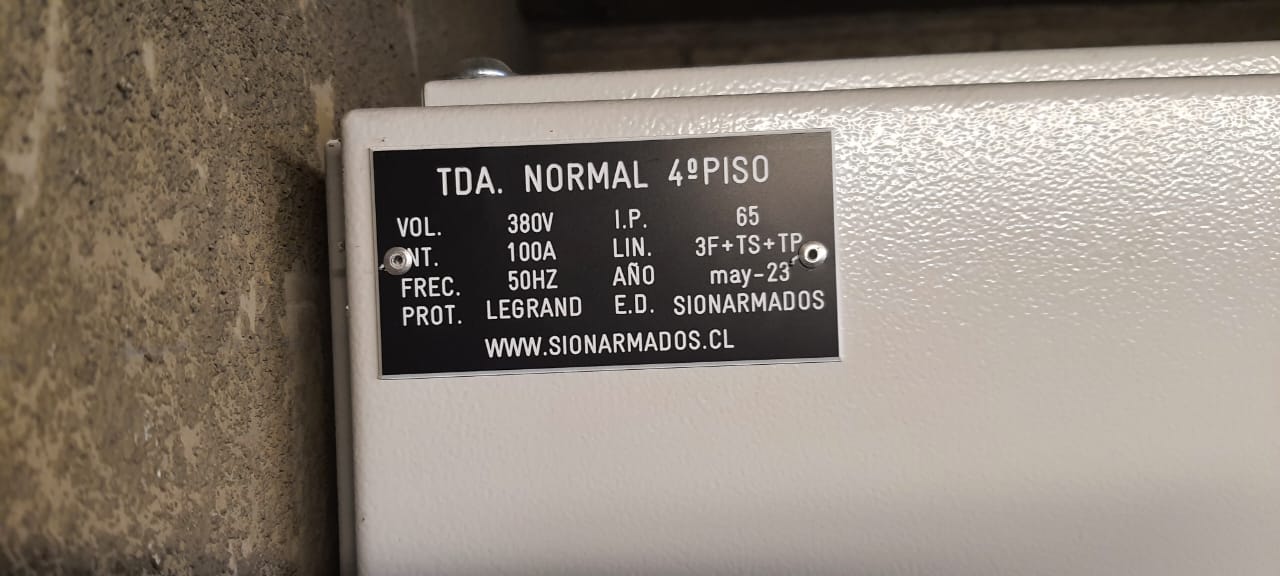 TDA. NORMAL 4ºPISO
VOL. 380V I.P. 65
NT. 100A LIN. 3F+TS+TP
FREC. 50HZ AÑO may-23
PROT. LEGRAND E.D. SIONARMADOS
WWW.SIONARMADOS.CL